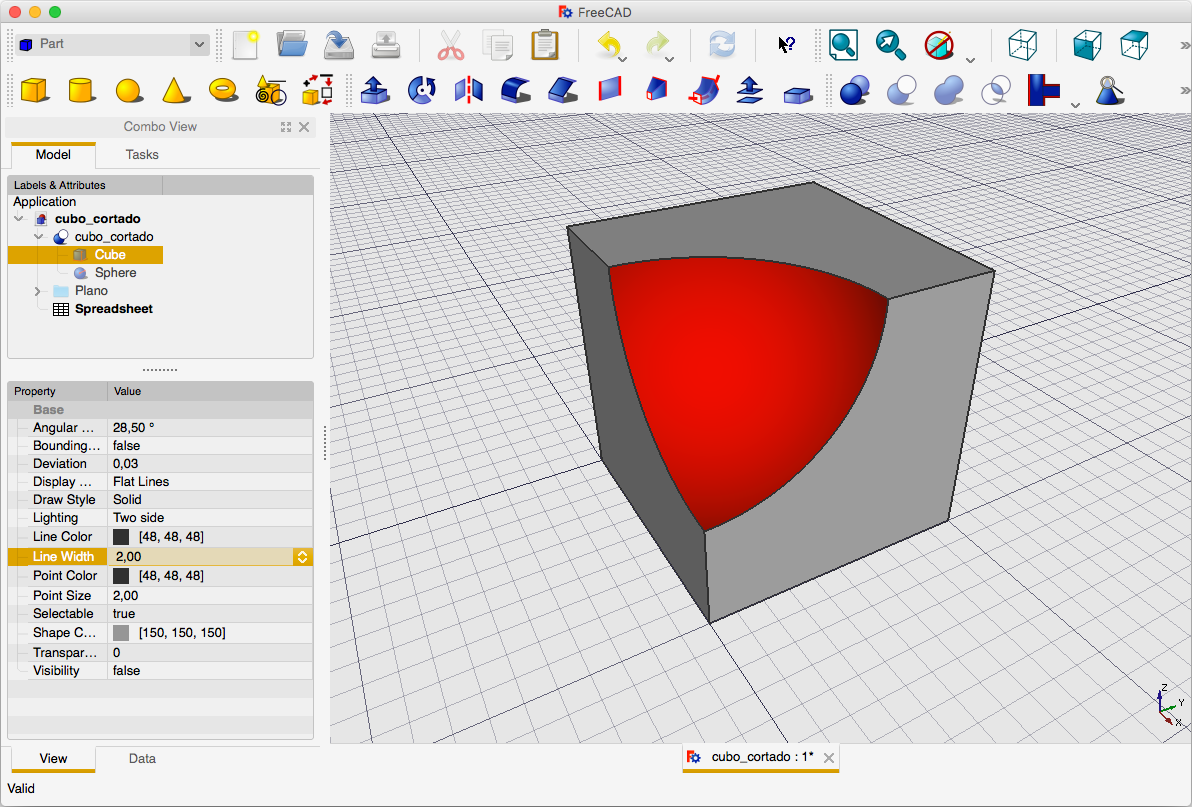 FreeCAD
Part
Combo View
Model Tasks
Labels & Attributes
Application
cubo_cortado
cubo_cortado
Cube
Sphere
Plano
Spreadsheet
Property Value
Base
Angular ... 28,50 °
Bounding... false
Deviation 0,03
Display ... Flat Lines
Draw Style Solid
Lighting Two side
Line Color [48, 48, 48]
Line Width 2,00
Point Color [48, 48, 48]
Point Size 2,00
Selectable true
Shape C... [150, 150, 150]
Transpar... 0
Visibility false
Z
Y
X
View Data
cubo_cortado : 1*
Valid